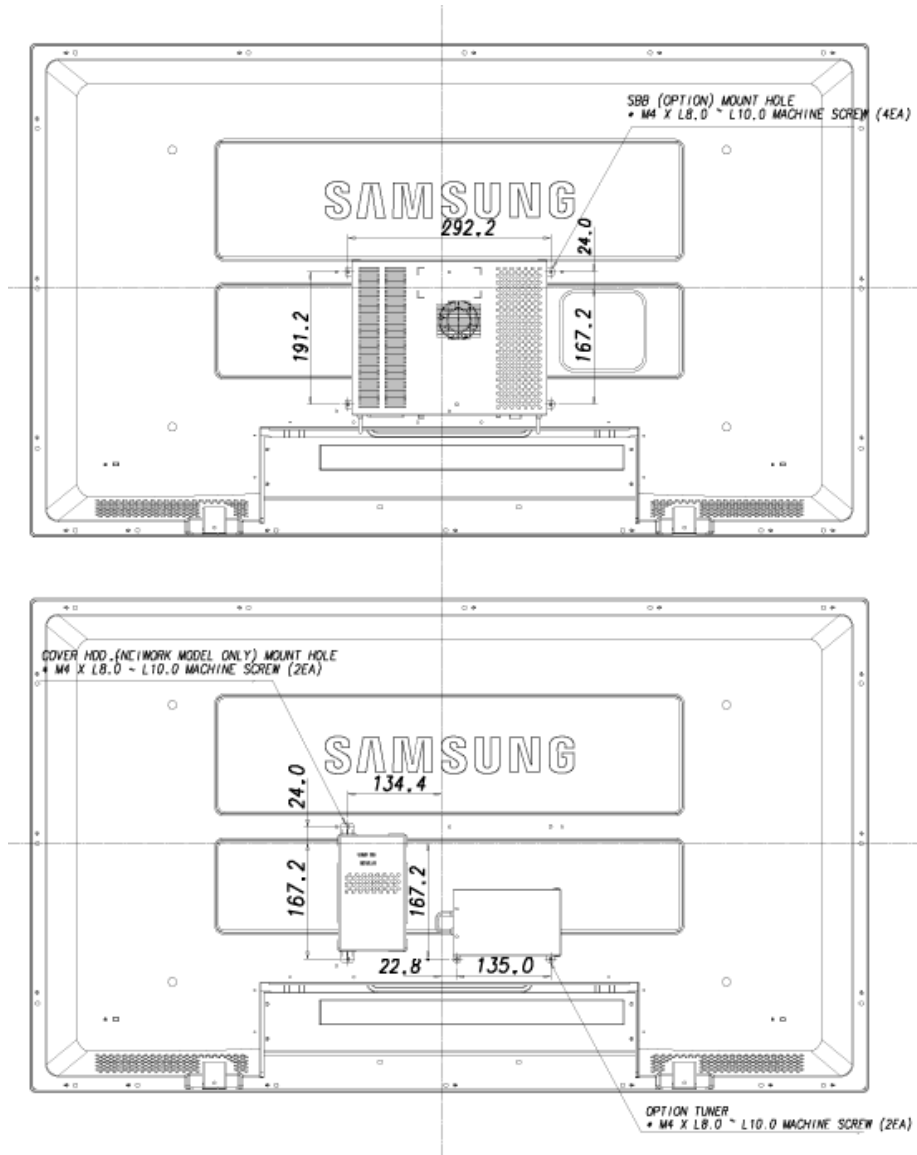 SBB (OPTION) MOUNT HOLE
* M4 X L8.0 ~ L10.0 MACHINE SCREW (4EA)
SAMSUNG
292.2
24.0
191.2
167.2
COVER HDD (NETWORK MODEL ONLY) MOUNT HOLE
* M4 X L8.0 ~ L10.0 MACHINE SCREW (2EA)
SAMSUNG
134.4
24.0
167.2
167.2
22.8
135.0
OPTION TUNER
* M4 X L8.0 ~ L10.0 MACHINE SCREW (2EA)